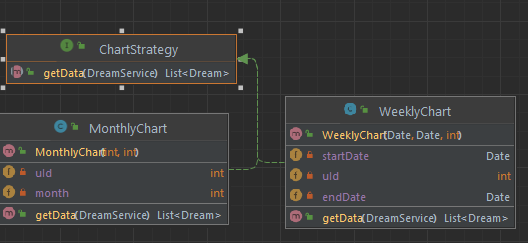 ChartStrategy
getData(DreamService) List<Dream>
MonthlyChart
MonthlyChart(int, int)
uId int
month int
getData(DreamService) List<Dream>
WeeklyChart
WeeklyChart(Date, Date, int)
startDate Date
uId int
endDate Date
getData(DreamService) List<Dream>